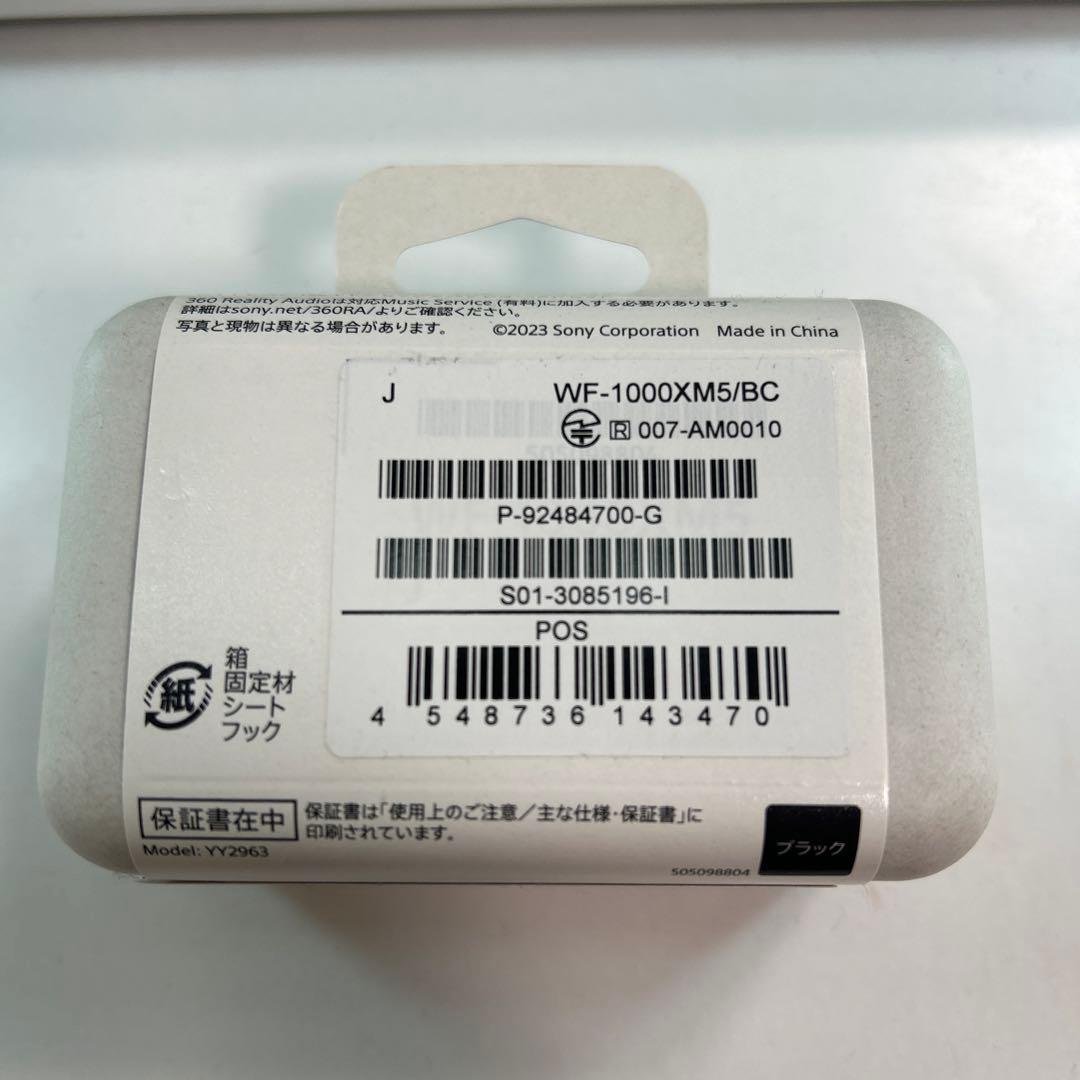 360 Reality Audioは対応Music Service (有料)に加入する必要があります。
詳細はsony.net/360RA/よりご確認ください。
写真と現物は異なる場合があります。 ©2023 Sony Corporation Made in China
J WF-1000XM5/BC
R 007-AM0010
P-92484700-G
S01-3085196-I
POS
4 548736 143470
紙
箱
固定材
シート
フック
保証書在中
保証書は「使用上のご注意/主な仕様・保証書」に
印刷されています。
Model: YY2963
505098804
ブラック